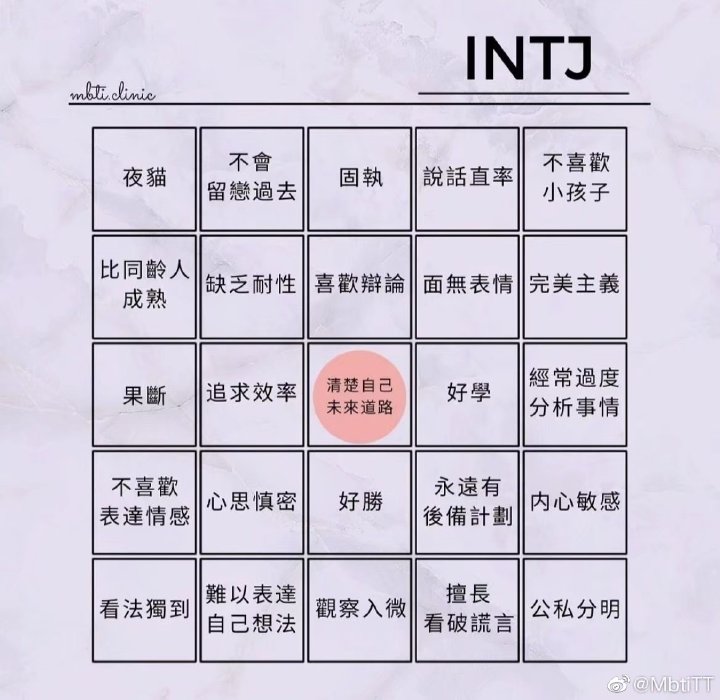 INTJ
mbti.clinic
夜貓
不會
留戀過去
固執
說話直率
不喜歡
小孩子
比同齡人
成熟
缺乏耐性
喜歡辯論
面無表情
完美主義
果斷
追求效率
清楚自己
未來道路
好學
經常過度
分析事情
不喜歡
表達情感
心思慎密
好勝
永遠有
後備計劃
內心敏感
看法獨到
難以表達
自己想法
觀察入微
擅長
看破謊言
公私分明
@MbtiTT